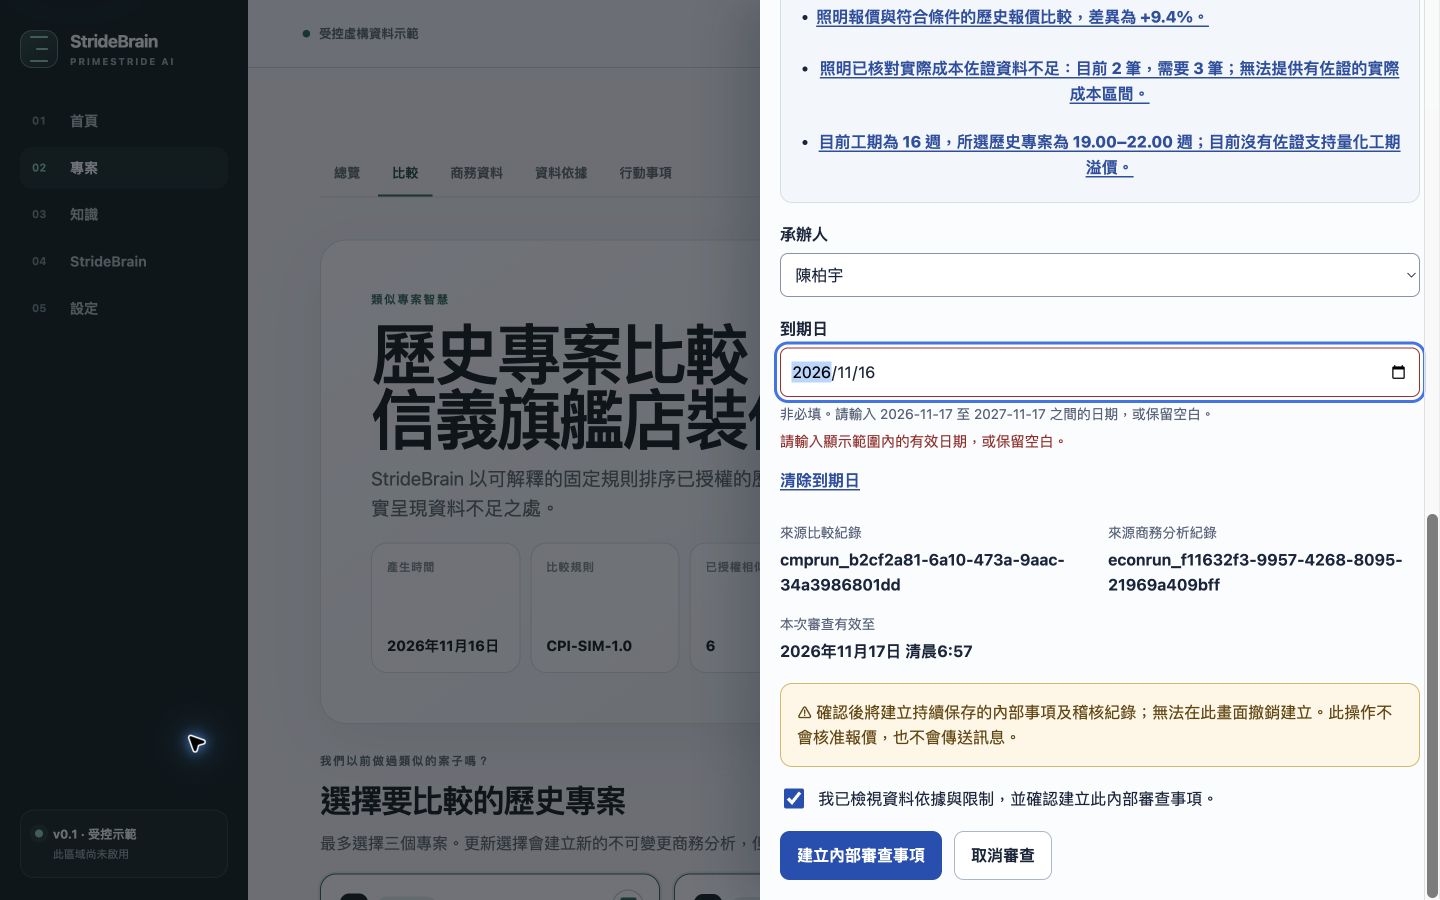 StrideBrain
PRIMESTRIDE AI
01 首頁
02 專案
03 知識
04 StrideBrain
05 設定
v0.1 · 受控示範
此區域尚未啟用
受控虛構資料示範
總覽 比較 商務資料 資料依據 行動事項
類似專案智慧
歷史專案比較
信義旗艦店裝
StrideBrain 以可解釋的固定規則排序已授權的
實呈現資料不足之處。
產生時間
2026年11月16日
比較規則
CPI-SIM-1.0
已授權相
6
我們以前做過類似的案子嗎？
選擇要比較的歷史專案
最多選擇三個專案。更新選擇會建立新的不可變更商務分析，
• 照明報價與符合條件的歷史報價比較，差異為 +9.4%。
• 照明已核對實際成本佐證資料不足：目前 2 筆，需要 3 筆；無法提供有佐證的實際
成本區間。
• 目前工期為 16 週，所選歷史專案為 19.00–22.00 週；目前沒有佐證支持量化工期
溢價。
承辦人
陳柏宇
到期日
2026/11/16
非必填。請輸入 2026-11-17 至 2027-11-17 之間的日期，或保留空白。
請輸入顯示範圍內的有效日期，或保留空白。
清除到期日
來源比較紀錄
cmprun_b2cf2a81-6a10-473a-9aac-
34a3986801dd
來源商務分析紀錄
econrun_f11632f3-9957-4268-8095-
21969a409bff
本次審查有效至
2026年11月17日 清晨6:57
⚠ 確認後將建立持續保存的內部事項及稽核紀錄；無法在此畫面撤銷建立。此操作不
會核准報價，也不會傳送訊息。
我已檢視資料依據與限制，並確認建立此內部審查事項。
建立內部審查事項 取消審查